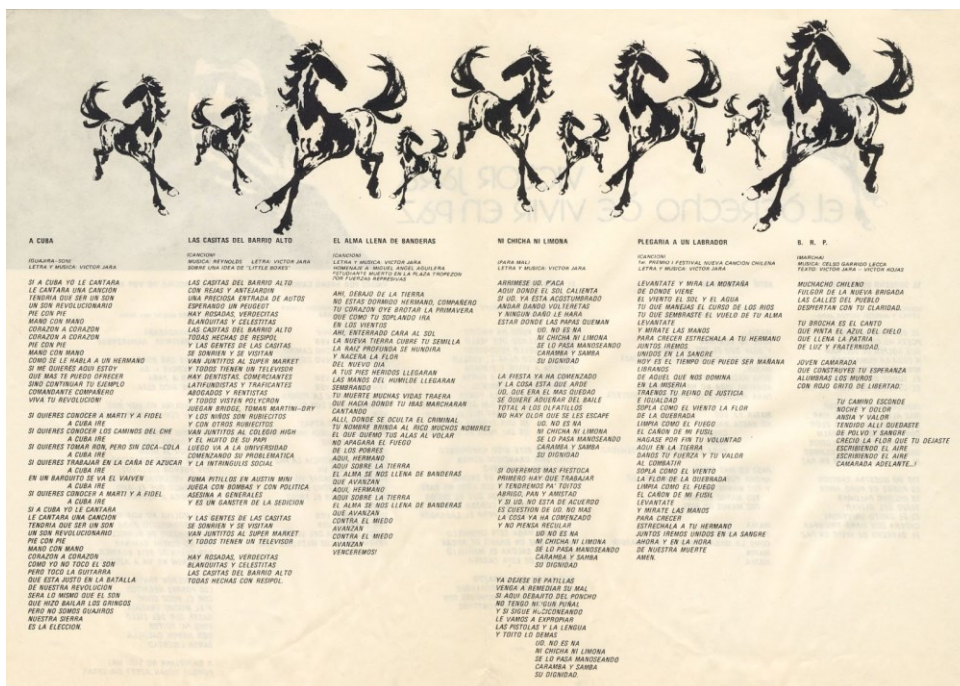 A CUBA
(GUAJIRA-SON)
LETRA Y MUSICA: VICTOR JARA
SI A CUBA YO LE CANTARA
LE CANTARA UNA CANCION
TENDRIA QUE SER UN SON
UN SON REVOLUCIONARIO
PIE CON PIE
MANO CON MANO
CORAZON A CORAZON
CORAZON A CORAZON
PIE CON PIE
MANO CON MANO
COMO SE LE HABLA A UN HERMANO
SI ME QUIERES AQUI ESTOY
QUE MAS TE PUEDO OFRECER
SINO CONTINUAR TU EJEMPLO
COMANDANTE COMPAÑERO
VIVA TU REVOLUCION!
SI QUIERES CONOCER A MARTI Y A FIDEL
A CUBA IRE
SI QUIERES CONOCER LOS CAMINOS DEL CHE
A CUBA IRE
SI QUIERES TOMAR RON, PERO SIN COCA-COLA
A CUBA IRE
SI QUIERES TRABAJAR EN LA CAÑA DE AZUCAR
A CUBA IRE
EN UN BARQUITO SE VA EL VAIVEN
A CUBA IRE
SI QUIERES CONOCER A MARTI Y A FIDEL
A CUBA IRE
SI A CUBA YO LE CANTARA
LE CANTARA UNA CANCION
TENDRIA QUE SER UN SON
UN SON REVOLUCIONARIO
PIE CON PIE
MANO CON MANO
CORAZON A CORAZON
COMO YO NO TOCO EL SON
PERO TOCO LA GUITARRA
QUE ESTA JUSTO EN LA BATALLA
DE NUESTRA REVOLUCION
SERA LO MISMO QUE EL SON
QUE HIZO BAILAR LOS GRINGOS
PERO NO SOMOS GUAJIROS
NUESTRA SIERRA
ES LA ELECCION.
LAS CASITAS DEL BARRIO ALTO
(CANCION)
MUSICA: REYNOLDS LETRA: VICTOR JARA
SOBRE UNA IDEA DE "LITTLE BOXES"
LAS CASITAS DEL BARRIO ALTO
CON REJAS Y ANTEJARDIN
UNA PRECIOSA ENTRADA DE AUTOS
ESPERANDO UN PEUGEOT
HAY ROSADAS, VERDECITAS
BLANQUITAS Y CELESTITAS
LAS CASITAS DEL BARRIO ALTO
TODAS HECHAS DE RESIPOL.
Y LAS GENTES DE LAS CASITAS
SE SONRIEN Y SE VISITAN
VAN JUNTITOS AL SUPER MARKET
Y TODOS TIENEN UN TELEVISOR
HAY DENTISTAS, COMERCIANTES
LATIFUNDISTAS Y TRAFICANTES
ABOGADOS Y RENTISTAS
Y TODOS VISTEN POLYCRON
JUEGAN BRIDGE, TOMAN MARTINI-DRY
Y LOS NIÑOS SON RUBIECITOS
Y CON OTROS RUBIECITOS
VAN JUNTITOS AL COLEGIO HIGH
Y EL HIJITO DE SU PAPI
LUEGO VA A LA UNIVERSIDAD
COMENZANDO SU PROBLEMATICA
Y LA INTRINGULIS SOCIAL
FUMA PITILLOS EN AUSTIN MINI
JUEGA CON BOMBAS Y CON POLITICA
ASESINA A GENERALES
Y ES UN GANSTER DE LA SEDICION
Y LAS GENTES DE LAS CASITAS
SE SONRIEN Y SE VISITAN
VAN JUNTITOS AL SUPER MARKET
Y TODOS TIENEN UN TELEVISOR
HAY ROSADAS, VERDECITAS
BLANQUITAS Y CELESTITAS
LAS CASITAS DEL BARRIO ALTO
TODAS HECHAS CON RESIPOL.
EL ALMA LLENA DE BANDERAS
(CANCION)
LETRA Y MUSICA: VICTOR JARA
HOMENAJE A: MIGUEL ANGEL AGUILERA
ESTUDIANTE MUERTO EN LA PLAZA TROPEZON
POR FUERZAS REPRESIVAS
AHI, DEBAJO DE LA TIERRA
NO ESTAS DORMIDO HERMANO, COMPAÑERO
TU CORAZON OYE BROTAR LA PRIMAVERA
QUE COMO TU SOPLANDO IRA
EN LOS VIENTOS
AHI, ENTERRADO CARA AL SOL
LA NUEVA TIERRA CUBRE TU SEMILLA
LA RAIZ PROFUNDA SE HUNDIRA
Y NACERA LA FLOR
DEL NUEVO DIA
A TUS PIES HERIDOS LLEGARAN
LAS MANOS DEL HUMILDE LLEGARAN
SEMBRANDO
TU MUERTE MUCHAS VIDAS TRAERA
QUE HACIA DONDE TU IBAS MARCHARAN
CANTANDO
ALLI, DONDE SE OCULTA EL CRIMINAL
TU NOMBRE BRINDA AL RICO MUCHOS NOMBRES
EL QUE QUEMO TUS ALAS AL VOLAR
NO APAGARA EL FUEGO
DE LOS POBRES
AQUI, HERMANO
AQUI SOBRE LA TIERRA
EL ALMA SE NOS LLENA DE BANDERAS
QUE AVANZAN
AQUI, HERMANO
AQUI SOBRE LA TIERRA
EL ALMA SE NOS LLENA DE BANDERAS
QUE AVANZAN
CONTRA EL MIEDO
AVANZAN
CONTRA EL MIEDO
AVANZAN
VENCEREMOS!
NI CHICHA NI LIMONA
(PARA MALI)
LETRA Y MUSICA: VICTOR JARA
ARRIMESE UD. P'ACA
AQUI DONDE EL SOL CALIENTA
SI UD. YA ESTA ACOSTUMBRADO
ANDAR DANDO VOLTERETAS
Y NINGUN DAÑO LE HARA
ESTAR DONDE LAS PAPAS QUEMAN
UD. NO ES NA
NI CHICHA NI LIMONA
SE LO PASA MANOSEANDO
CARAMBA Y SAMBA
SU DIGNIDAD
LA FIESTA YA HA COMENZADO
Y LA COSA ESTA QUE ARDE
UD. QUE ERA EL MAS QUEDAO
SE QUIERE ADUEÑAR DEL BAILE
TOTAL A LOS OLFATILLOS
NO HAY OLOR QUE SE LES ESCAPE
UD. NO ES NA
NI CHICHA NI LIMONA
SE LO PASA MANOSEANDO
CARAMBA Y SAMBA
SU DIGNIDAD
SI QUEREMOS MAS FIESTOCA
PRIMERO HAY QUE TRABAJAR
Y TENDREMOS PA'TOITOS
ABRIGO, PAN Y AMISTAD
Y SI UD. NO ESTA DE ACUERDO
ES CUESTION DE UD. NO MAS
LA COSA YA HA COMENZADO
Y NO PIENSA RECULAR
UD NO ES NA
NI CHICHA NI LIMONA
SE LO PASA MANOSEANDO
CARAMBA Y SAMBA
SU DIGNIDAD
YA DEJESE DE PATILLAS
VENGA A REMEDIAR SU MAL
SI AQUI DEBAJITO DEL PONCHO
NO TENGO NINGUN PUÑAL
Y SI SIGUE HOCICONEANDO
LE VAMOS A EXPROPIAR
LAS PISTOLAS Y LA LENGUA
Y TOITO LO DEMAS
UD. NO ES NA
NI CHICHA NI LIMONA
SE LO PASA MANOSEANDO
CARAMBA Y SAMBA
SU DIGNIDAD.
PLEGARIA A UN LABRADOR
(CANCION)
1er. PREMIO I FESTIVAL NUEVA CANCION CHILENA
LETRA Y MUSICA: VICTOR JARA
LEVANTATE Y MIRA LA MONTAÑA
DE DONDE VIENE
EL VIENTO EL SOL Y EL AGUA
TU QUE MANEJAS EL CURSO DE LOS RIOS
TU QUE SEMBRASTE EL VUELO DE TU ALMA
LEVANTATE
Y MIRATE LAS MANOS
PARA CRECER ESTRECHALA A TU HERMANO
JUNTOS IREMOS
UNIDOS EN LA SANGRE
HOY ES EL TIEMPO QUE PUEDE SER MAÑANA
LIBRANOS
DE AQUEL QUE NOS DOMINA
EN LA MISERIA
TRAENOS TU REINO DE JUSTICIA
E IGUALDAD
SOPLA COMO EL VIENTO LA FLOR
DE LA QUEBRADA
LIMPIA COMO EL FUEGO
EL CAÑON DE MI FUSIL
HAGASE POR FIN TU VOLUNTAD
AQUI EN LA TIERRA
DANOS TU FUERZA Y TU VALOR
AL COMBATIR
SOPLA COMO EL VIENTO
LA FLOR DE LA QUEBRADA
LIMPIA COMO EL FUEGO
EL CAÑON DE MI FUSIL
LEVANTATE
Y MIRATE LAS MANOS
PARA CRECER
ESTRECHALA A TU HERMANO
JUNTOS IREMOS UNIDOS EN LA SANGRE
AHORA Y EN LA HORA
DE NUESTRA MUERTE
AMEN.
B. R. P.
(MARCHA)
MUSICA: CELSO GARRIDO LECCA
TEXTO: VICTOR JARA - VICTOR ROJAS
MUCHACHO CHILENO
FULGOR DE LA NUEVA BRIGADA
LAS CALLES DEL PUEBLO
DESPIERTAN CON TU CLARIDAD.
TU BROCHA ES EL CANTO
QUE PINTA EL AZUL DEL CIELO
QUE LLENA LA PATRIA
DE LUZ Y FRATERNIDAD.
JOVEN CAMARADA
QUE CONSTRUYES TU ESPERANZA
ALUMBRAS LOS MUROS
CON ROJO GRITO DE LIBERTAD.
TU CAMINO ESCONDE
NOCHE Y DOLOR
ANSIA Y VALOR
TENDIDO ALLI QUEDASTE
DE POLVO Y SANGRE
CRECIO LA FLOR QUE TU DEJASTE
ESCRIBIENDO EL AIRE
ESCRIBIENDO EL AIRE
CAMARADA ADELANTE..!